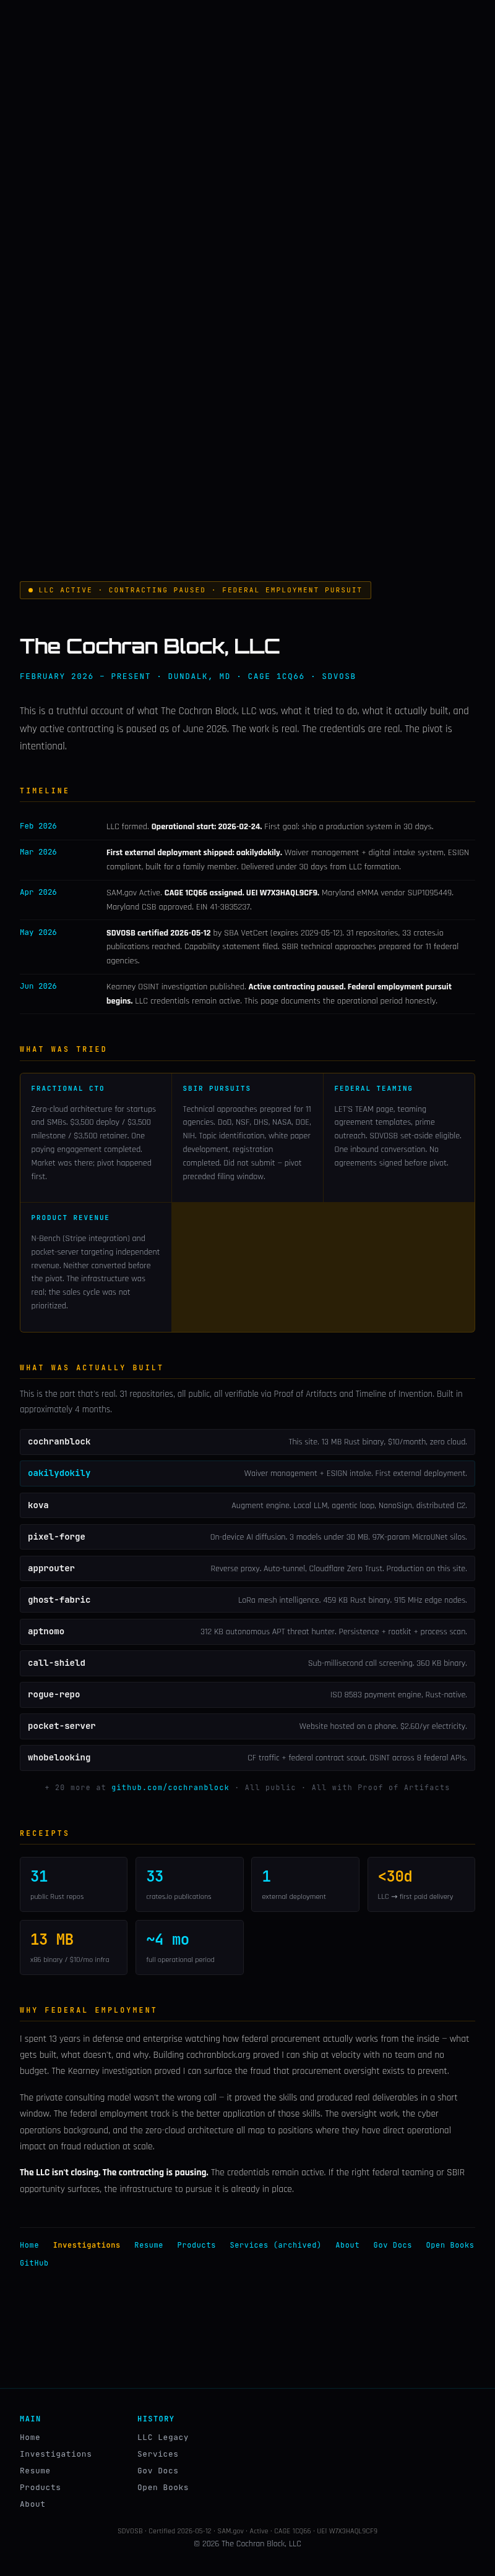 LLC ACTIVE · CONTRACTING PAUSED · FEDERAL EMPLOYMENT PURSUIT
The Cochran Block, LLC
FEBRUARY 2026 – PRESENT · DUNDALK, MD · CAGE 1CQ66 · SDVOSB
This is a truthful account of what The Cochran Block, LLC was, what it tried to do, what it actually built, and
why active contracting is paused as of June 2026. The work is real. The credentials are real. The pivot is
intentional.
TIMELINE
Feb 2026
LLC formed. Operational start: 2026-02-24. First goal: ship a production system in 30 days.
Mar 2026
First external deployment shipped: oakilydokily. Waiver management + digital intake system, ESIGN
compliant, built for a family member. Delivered under 30 days from LLC formation.
Apr 2026
SAM.gov Active. CAGE 1CQ66 assigned. UEI W7X3HAQL9CF9. Maryland eMMA vendor SUP1095449.
Maryland CSB approved. EIN 41-3835237.
May 2026
SDVOSB certified 2026-05-12 by SBA VetCert (expires 2029-05-12). 31 repositories, 33 crates.io
publications reached. Capability statement filed. SBIR technical approaches prepared for 11 federal
agencies.
Jun 2026
Kearney OSINT investigation published. Active contracting paused. Federal employment pursuit
begins. LLC credentials remain active. This page documents the operational period honestly.
WHAT WAS TRIED
FRACTIONAL CTO
Zero-cloud architecture for startups
and SMBs. $3,500 deploy / $3,500
milestone / $3,500 retainer. One
paying engagement completed.
Market was there; pivot happened
first.
SBIR PURSUITS
Technical approaches prepared for 11
agencies: DoD, NSF, DHS, NASA, DOE,
NIH. Topic identification, white paper
development, registration
completed. Did not submit — pivot
preceded filing window.
FEDERAL TEAMING
LET'S TEAM page, teaming
agreement templates, prime
outreach. SDVOSB set-aside eligible.
One inbound conversation. No
agreements signed before pivot.
PRODUCT REVENUE
N-Bench (Stripe integration) and
pocket-server targeting independent
revenue. Neither converted before
the pivot. The infrastructure was
real; the sales cycle was not
prioritized.
WHAT WAS ACTUALLY BUILT
This is the part that's real. 31 repositories, all public, all verifiable via Proof of Artifacts and Timeline of Invention. Built in
approximately 4 months.
cochranblock
This site. 13 MB Rust binary, $10/month, zero cloud.
oakilydokily
Waiver management + ESIGN intake. First external deployment.
kova
Augment engine. Local LLM, agentic loop, NanoSign, distributed C2.
pixel-forge
On-device AI diffusion. 3 models under 30 MB. 97K-param MicroUNet silos.
approuter
Reverse proxy. Auto-tunnel, Cloudflare Zero Trust. Production on this site.
ghost-fabric
LoRa mesh intelligence. 459 KB Rust binary. 915 MHz edge nodes.
aptnomo
312 KB autonomous APT threat hunter. Persistence + rootkit + process scan.
call-shield
Sub-millisecond call screening. 360 KB binary.
rogue-repo
ISO 8583 payment engine, Rust-native.
pocket-server
Website hosted on a phone. $2.60/yr electricity.
whobelooking
CF traffic + federal contract scout. OSINT across 8 federal APIs.
+ 20 more at github.com/cochranblock · All public · All with Proof of Artifacts
RECEIPTS
31
public Rust repos
33
crates.io publications
1
external deployment
<30d
LLC → first paid delivery
13 MB
x86 binary / $10/mo infra
~4 mo
full operational period
WHY FEDERAL EMPLOYMENT
I spent 13 years in defense and enterprise watching how federal procurement actually works from the inside — what
gets built, what doesn't, and why. Building cochranblock.org proved I can ship at velocity with no team and no
budget. The Kearney investigation proved I can surface the fraud that procurement oversight exists to prevent.
The private consulting model wasn't the wrong call — it proved the skills and produced real deliverables in a short
window. The federal employment track is the better application of those skills. The oversight work, the cyber
operations background, and the zero-cloud architecture all map to positions where they have direct operational
impact on fraud reduction at scale.
The LLC isn't closing. The contracting is pausing. The credentials remain active. If the right federal teaming or SBIR
opportunity surfaces, the infrastructure to pursue it is already in place.
Home Investigations Resume Products Services (archived) About Gov Docs Open Books
GitHub
MAIN
Home
Investigations
Resume
Products
About
HISTORY
LLC Legacy
Services
Gov Docs
Open Books
SDVOSB · Certified 2026-05-12 · SAM.gov · Active · CAGE 1CQ66 · UEI W7X3HAQL9CF9
© 2026 The Cochran Block, LLC